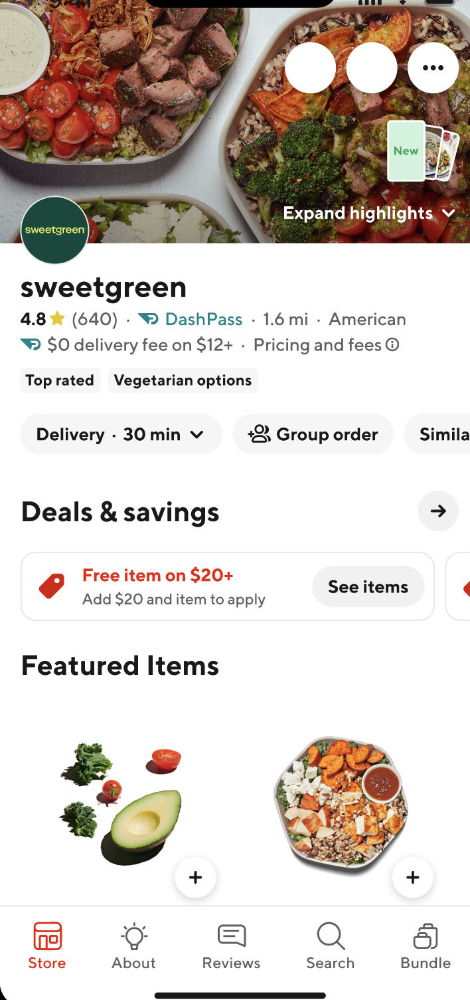 9:41
New
Expand highlights
sweetgreen
sweetgreen
4.8 (640) · DashPass · 1.6 mi · American
$0 delivery fee on $12+ · Pricing and fees
Top rated Vegetarian options
Delivery · 30 min Group order Simila
Deals & savings
Free item on $20+
Add $20 and item to apply
See items
Featured Items
Store About Reviews Search Bundle